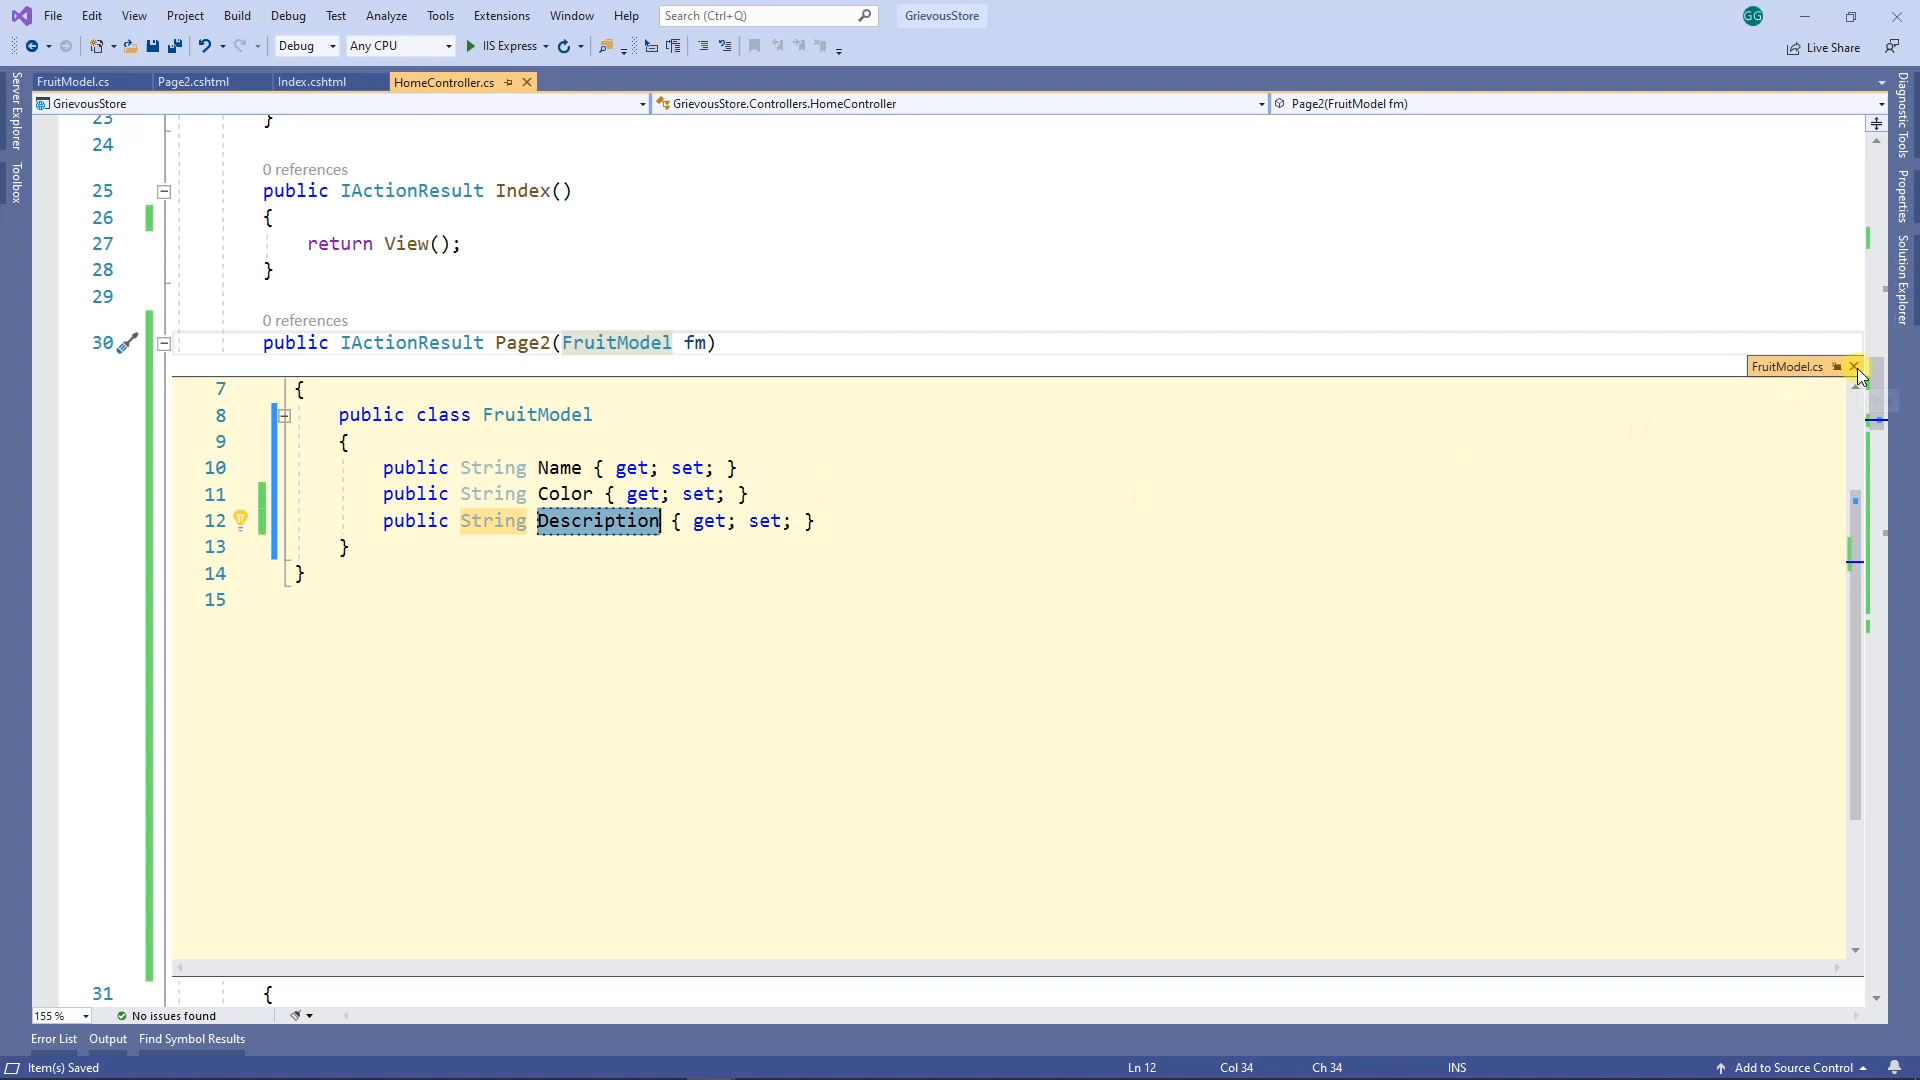 File Edit View Project Build Debug Test Analyze Tools Extensions Window Help Search (Ctrl+Q) GrievousStore GG
Debug Any CPU IIS Express Live Share
FruitModel.cs Page2.cshtml Index.cshtml HomeController.cs
GrievousStore GrievousStore.Controllers.HomeController Page2(FruitModel fm)
Server Explorer
Toolbox
Diagnostic Tools
Properties
Solution Explorer
23 }
24
0 references
25 public IActionResult Index()
26 {
27 return View();
28 }
29
0 references
30 public IActionResult Page2(FruitModel fm)
FruitModel.cs
7 {
8 public class FruitModel
9 {
10 public String Name { get; set; }
11 public String Color { get; set; }
12 public String Description { get; set; }
13 }
14 }
15
31 {
155 % No issues found
Error List Output Find Symbol Results
Item(s) Saved Ln 12 Col 34 Ch 34 INS Add to Source Control